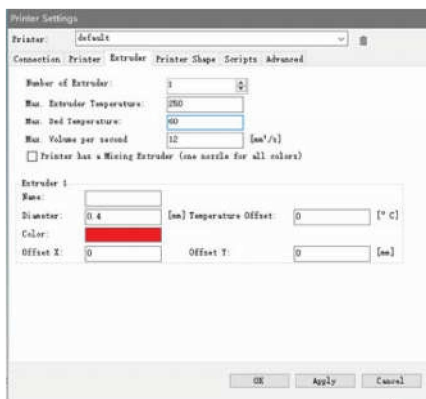 Printer Settings
Printer: default
Connection Printer Extruder Printer Shape Scripts Advanced
Number of Extruder: 1
Max. Extruder Temperature: 250
Max. Bed Temperature: 60
Max. Volume per second 12 [mm³/s]
Printer has a Mixing Extruder (one nozzle for all colors)
Extruder 1
Name:
Diameter: 0.4 [mm] Temperature Offset: 0 [° C]
Color:
Offset X: 0 Offset Y: 0 [mm]
OK Apply Cancel